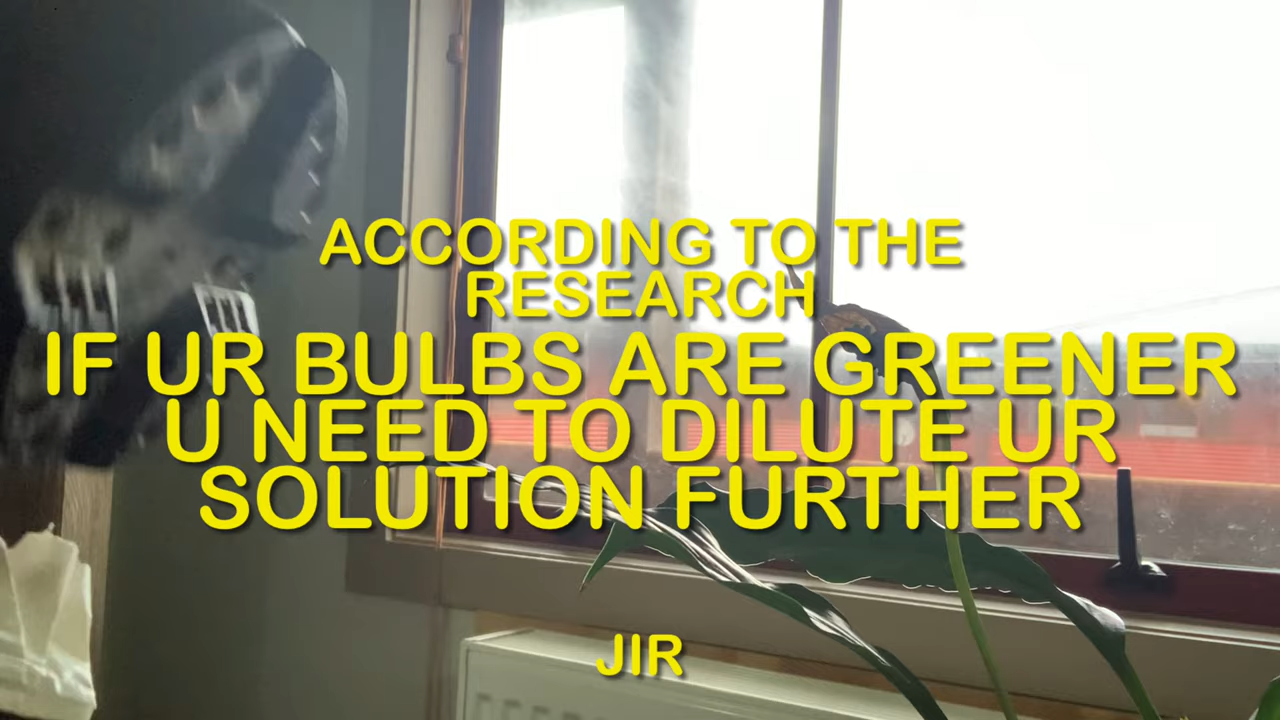 ACCORDING TO THE
RESEARCH
IF UR BULBS ARE GREENER
U NEED TO DILUTE UR
SOLUTION FURTHER
JIR